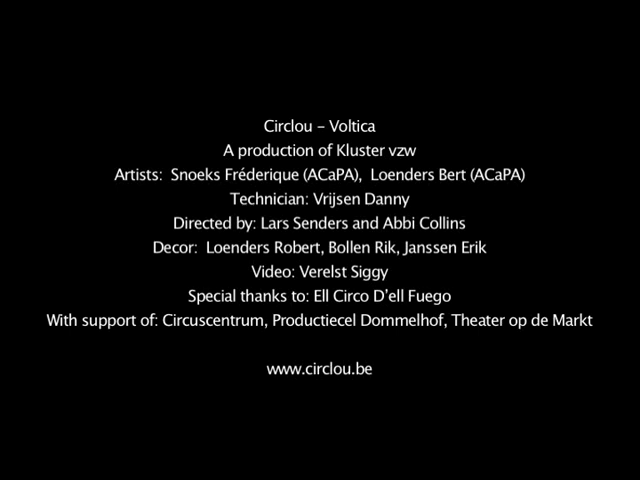 Circlou – Voltica
A production of Kluster vzw
Artists:  Snoeks Fréderique (ACaPA),  Loenders Bert (ACaPA)
Technician: Vrijsen Danny
Directed by: Lars Senders and Abbi Collins
Decor:  Loenders Robert, Bollen Rik, Janssen Erik
Video: Verelst Siggy
Special thanks to: Ell Circo D’ell Fuego
With support of: Circuscentrum, Productiecel Dommelhof, Theater op de Markt
www.circlou.be